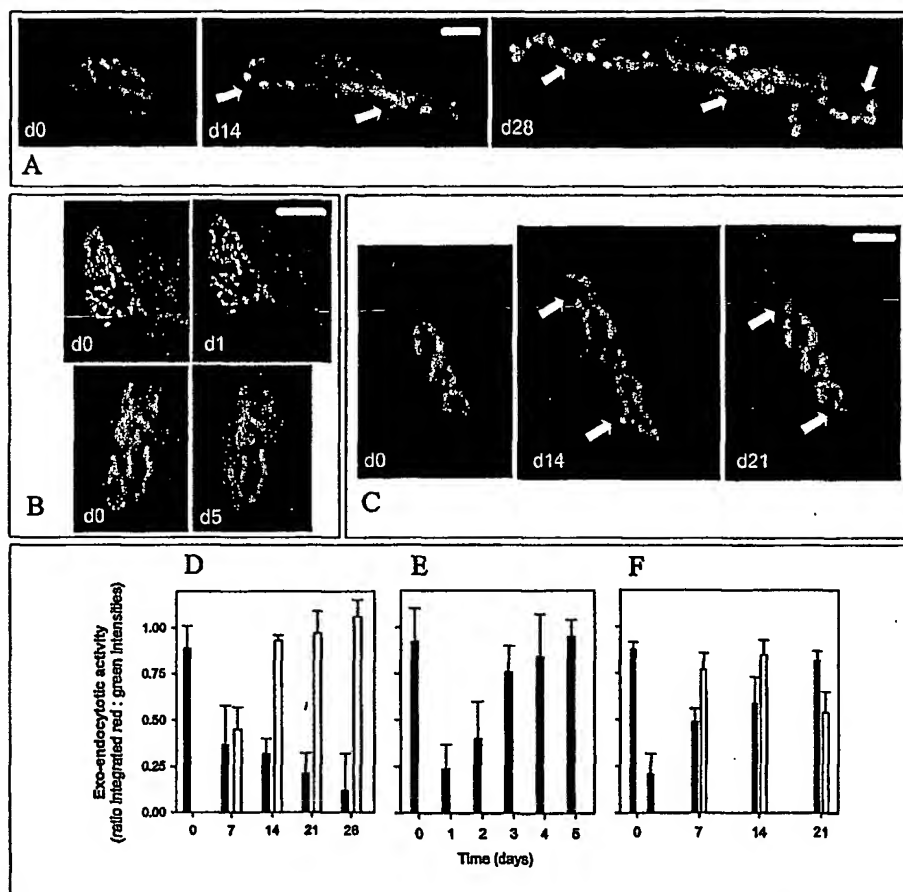 d0
d14
d28
A
d0
d1
d0
d5
B
d0
d14
d21
C
D
E
F
Exo-endocytotic activity
(ratio integrated red : green intensities)
1.00
0.75
0.50
0.25
0.00
0 7 14 21 28
0 1 2 3 4 5
0 7 14 21
Time (days)